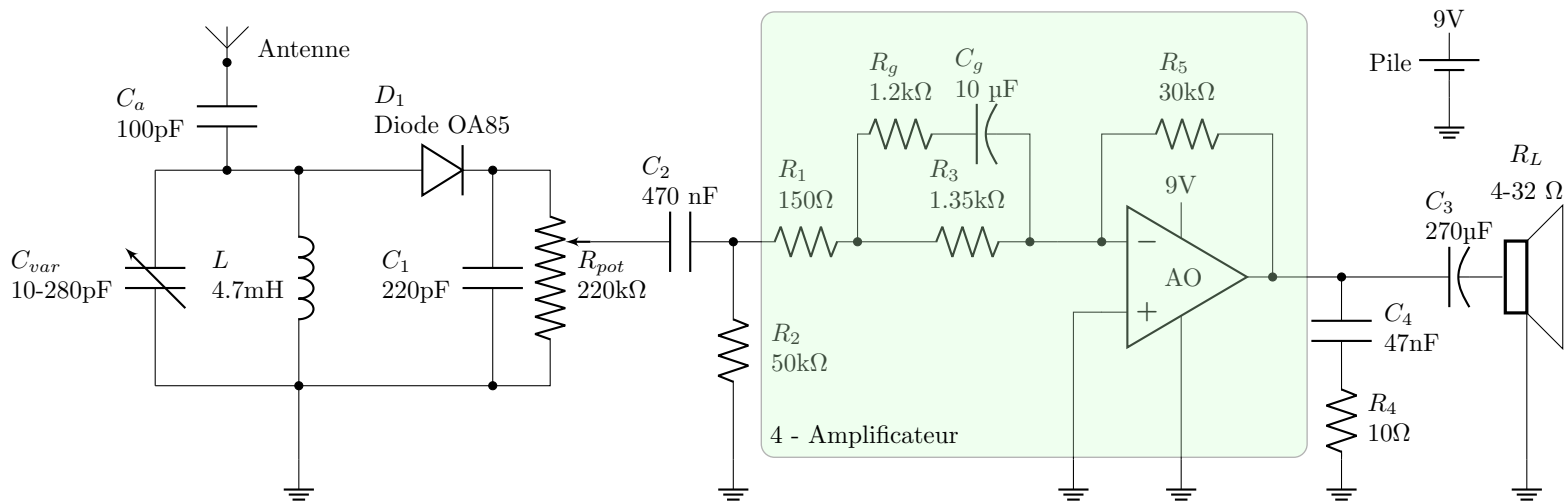 Antenne
C_a
100pF
D_1
Diode OA85
C_var
10-280pF
L
4.7mH
C_1
220pF
R_pot
220kΩ
C_2
470 nF
R_2
50kΩ
R_1
150Ω
R_g
1.2kΩ
C_g
10 µF
R_3
1.35kΩ
R_5
30kΩ
9V
−
AO
+
4 - Amplificateur
9V
Pile
C_3
270µF
R_L
4-32 Ω
C_4
47nF
R_4
10Ω